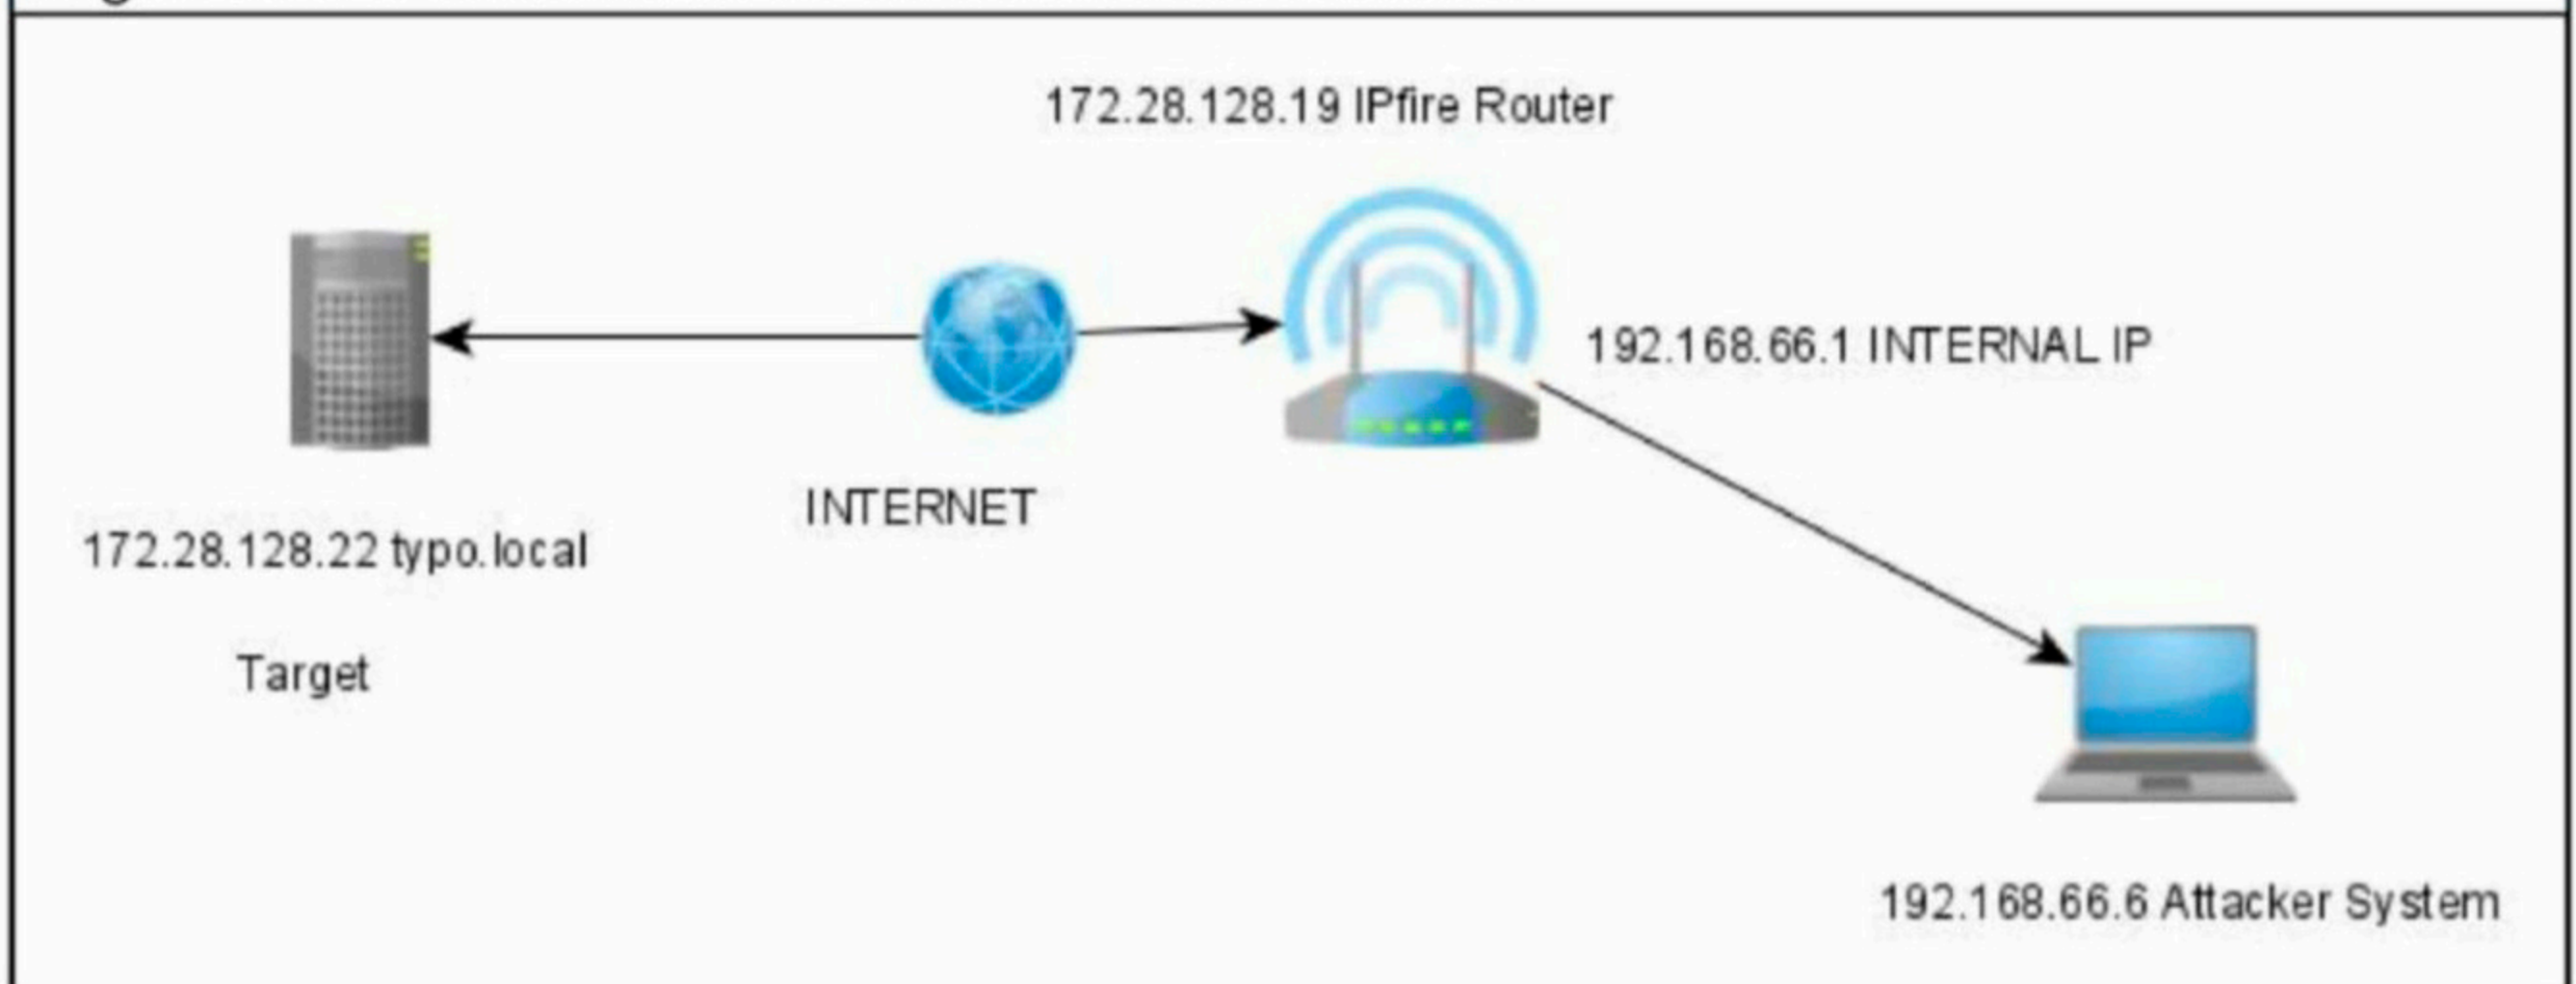 172.28.128.19 IPfire Router
192.168.66.1 INTERNAL IP
INTERNET
172.28.128.22 typo.local
Target
192.168.66.6 Attacker System